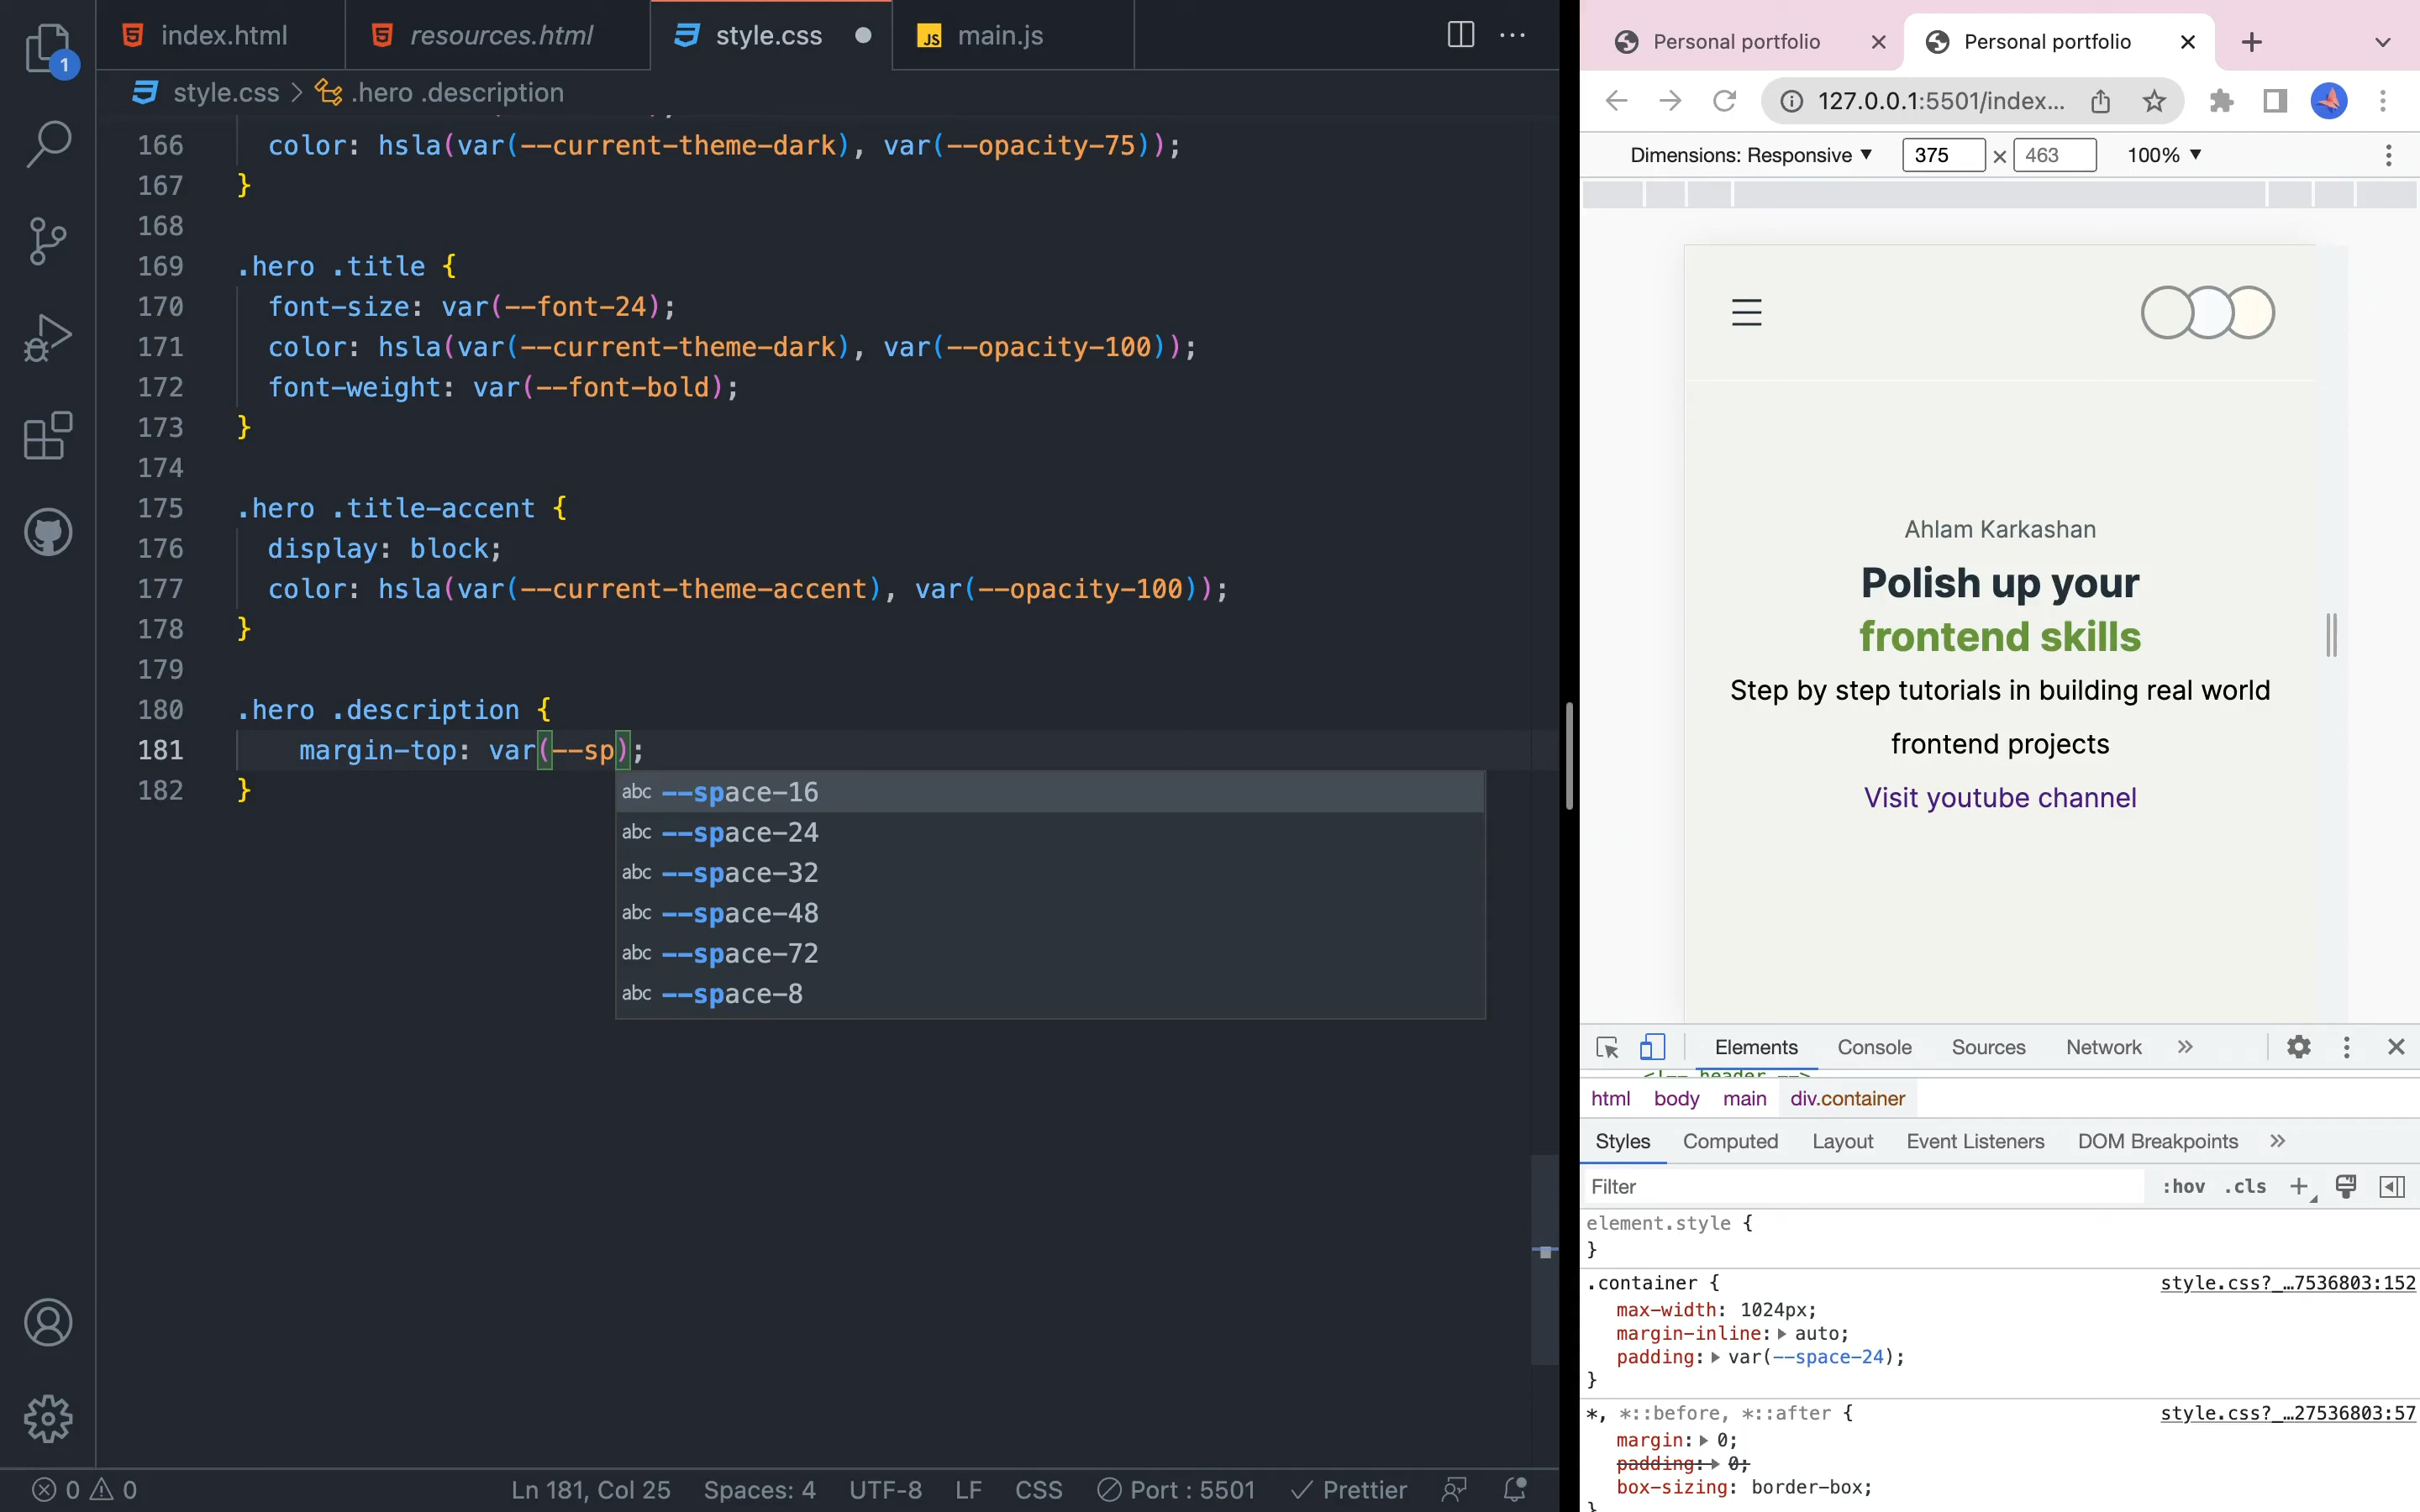 index.html
resources.html
style.css
main.js
1
style.css > .hero .description
166 color: hsla(var(--current-theme-dark), var(--opacity-75));
167 }
168
169 .hero .title {
170 font-size: var(--font-24);
171 color: hsla(var(--current-theme-dark), var(--opacity-100));
172 font-weight: var(--font-bold);
173 }
174
175 .hero .title-accent {
176 display: block;
177 color: hsla(var(--current-theme-accent), var(--opacity-100));
178 }
179
180 .hero .description {
181 margin-top: var(--sp);
182 }
abc --space-16
abc --space-24
abc --space-32
abc --space-48
abc --space-72
abc --space-8
0 0
Ln 181, Col 25 Spaces: 4 UTF-8 LF CSS Port : 5501 Prettier
Personal portfolio
Personal portfolio
127.0.0.1:5501/index...
Dimensions: Responsive 375 × 463 100%
Ahlam Karkashan
Polish up your
frontend skills
Step by step tutorials in building real world
frontend projects
Visit youtube channel
Elements Console Sources Network
<!-- header -->
html body main div.container
Styles Computed Layout Event Listeners DOM Breakpoints
Filter :hov .cls
element.style {
}
.container { style.css?_…7536803:152
max-width: 1024px;
margin-inline: auto;
padding: var(--space-24);
}
*, *::before, *::after { style.css?_…27536803:57
margin: 0;
padding: 0;
box-sizing: border-box;
}